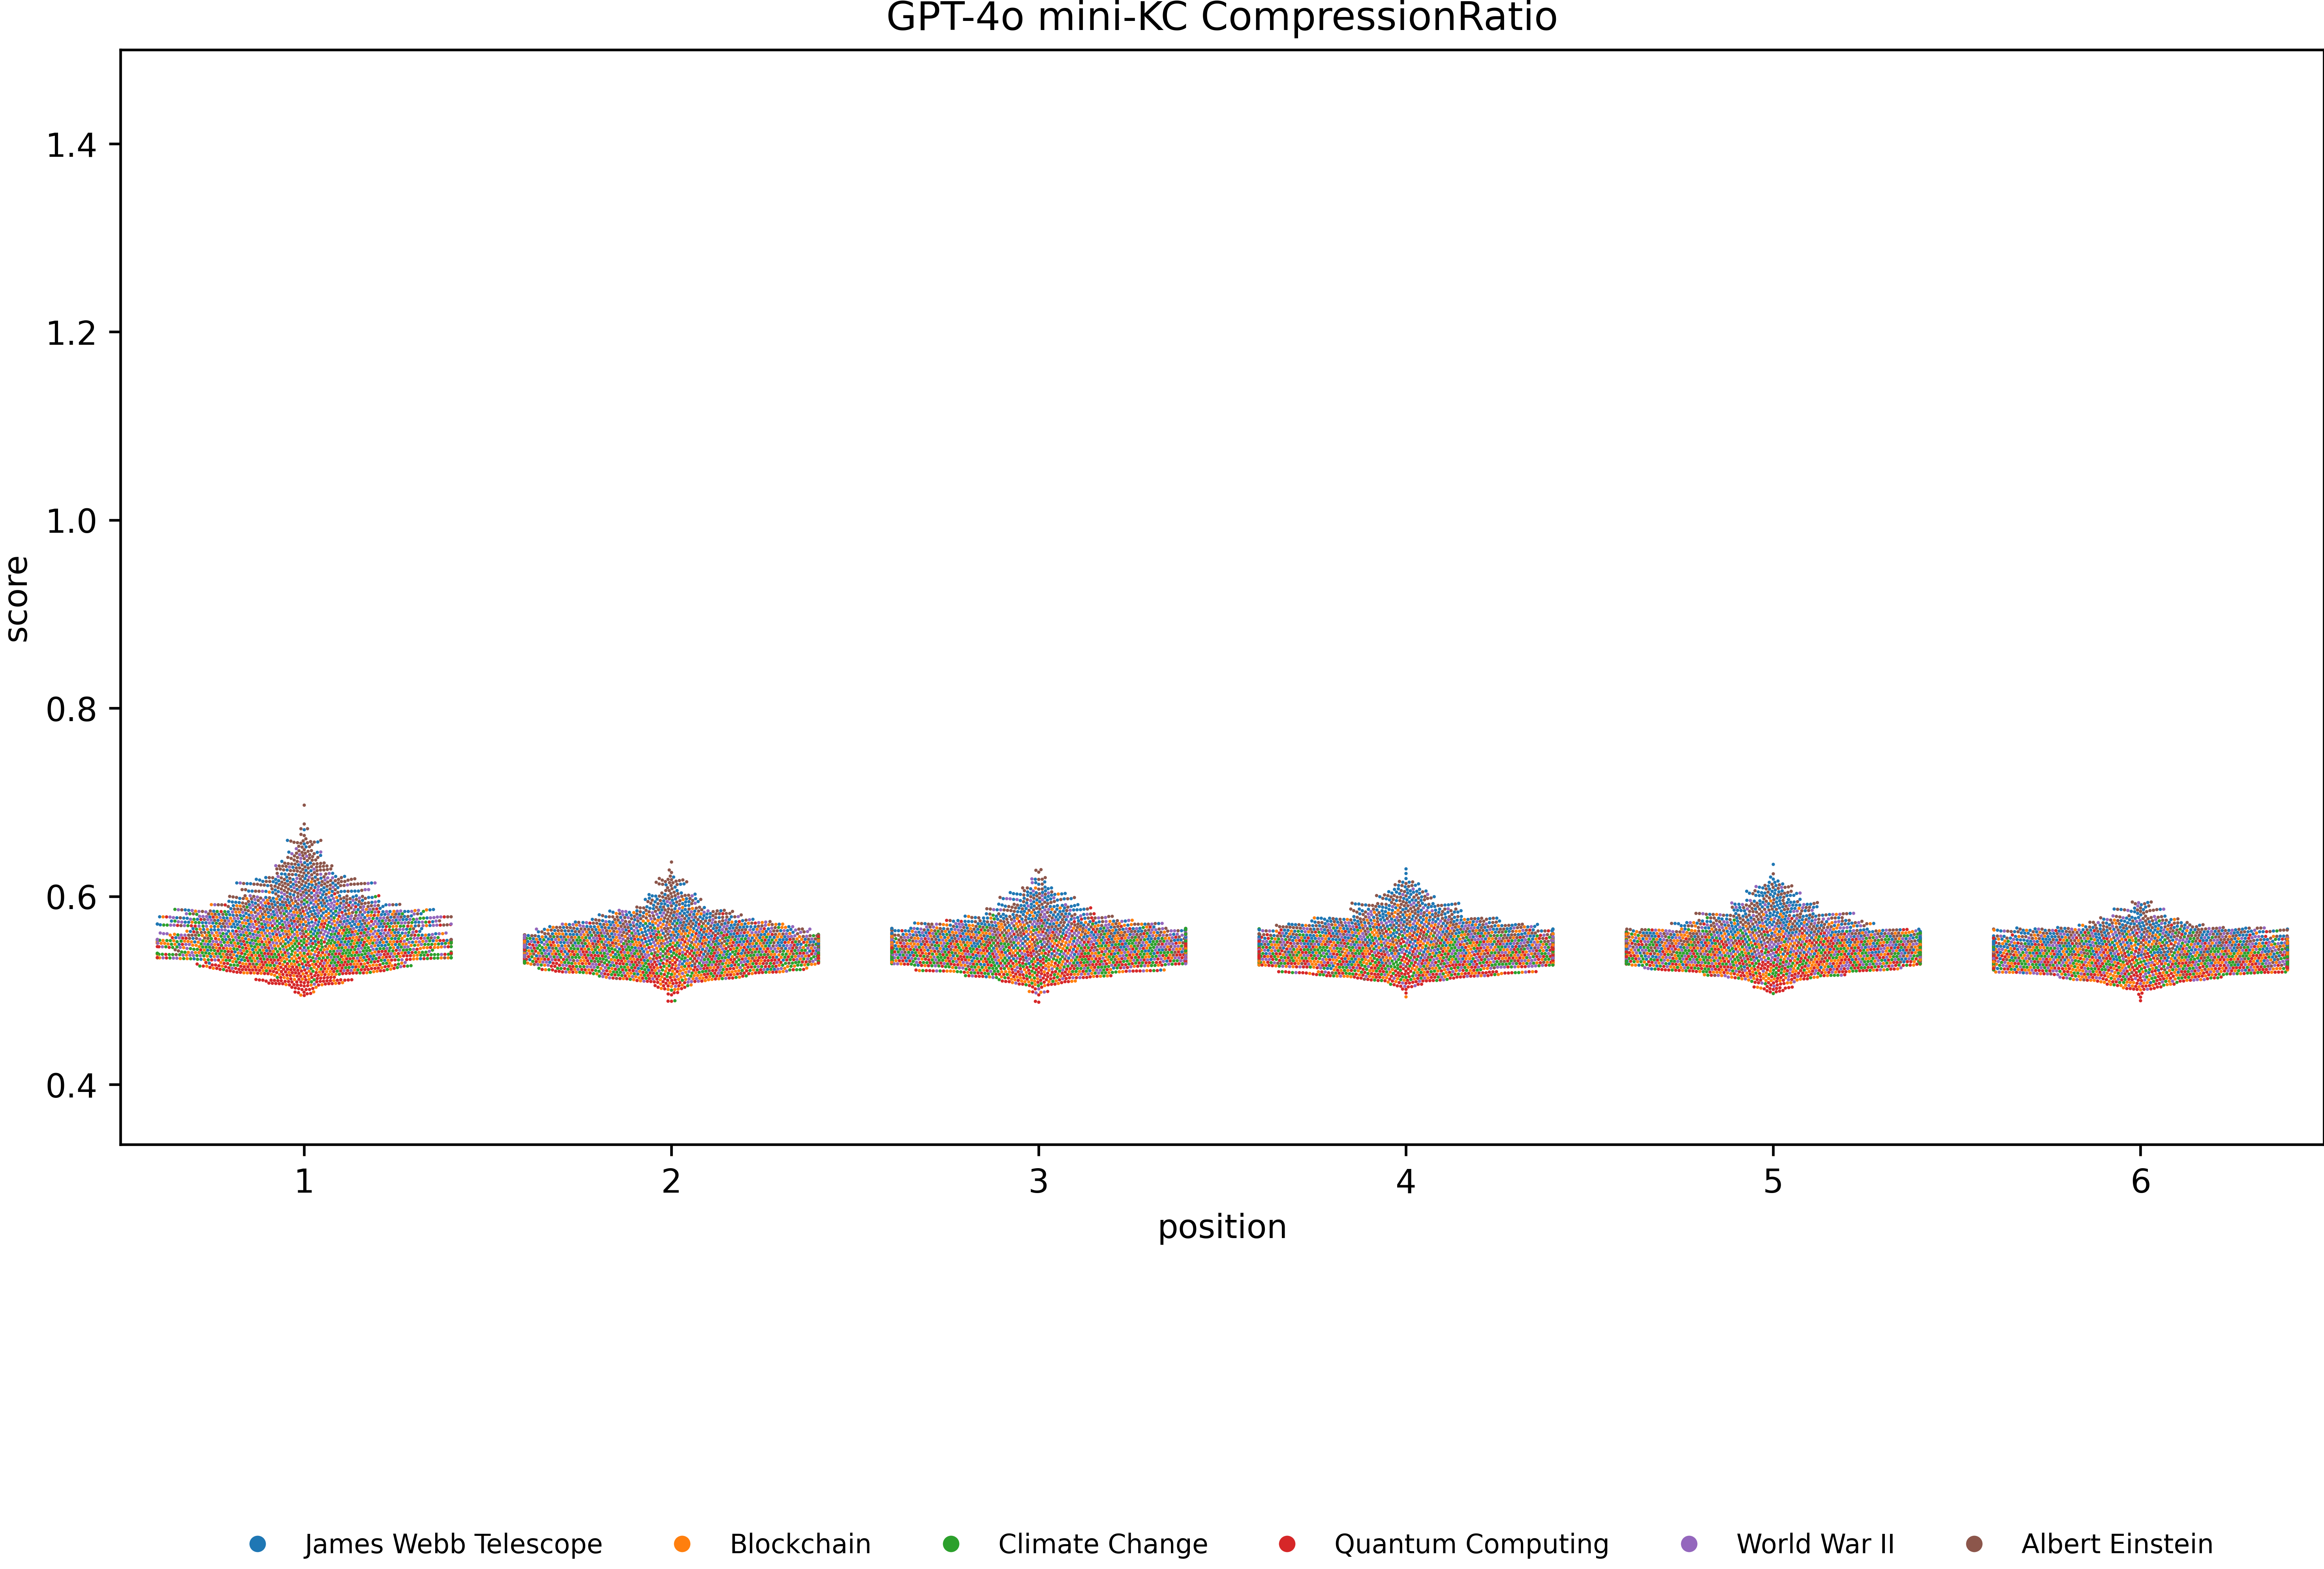 GPT-4o mini-KC CompressionRatio
1.4
1.2
1.0
0.8
0.6
0.4
score
1 2 3 4 5 6
position
James Webb Telescope Blockchain Climate Change Quantum Computing World War II Albert Einstein